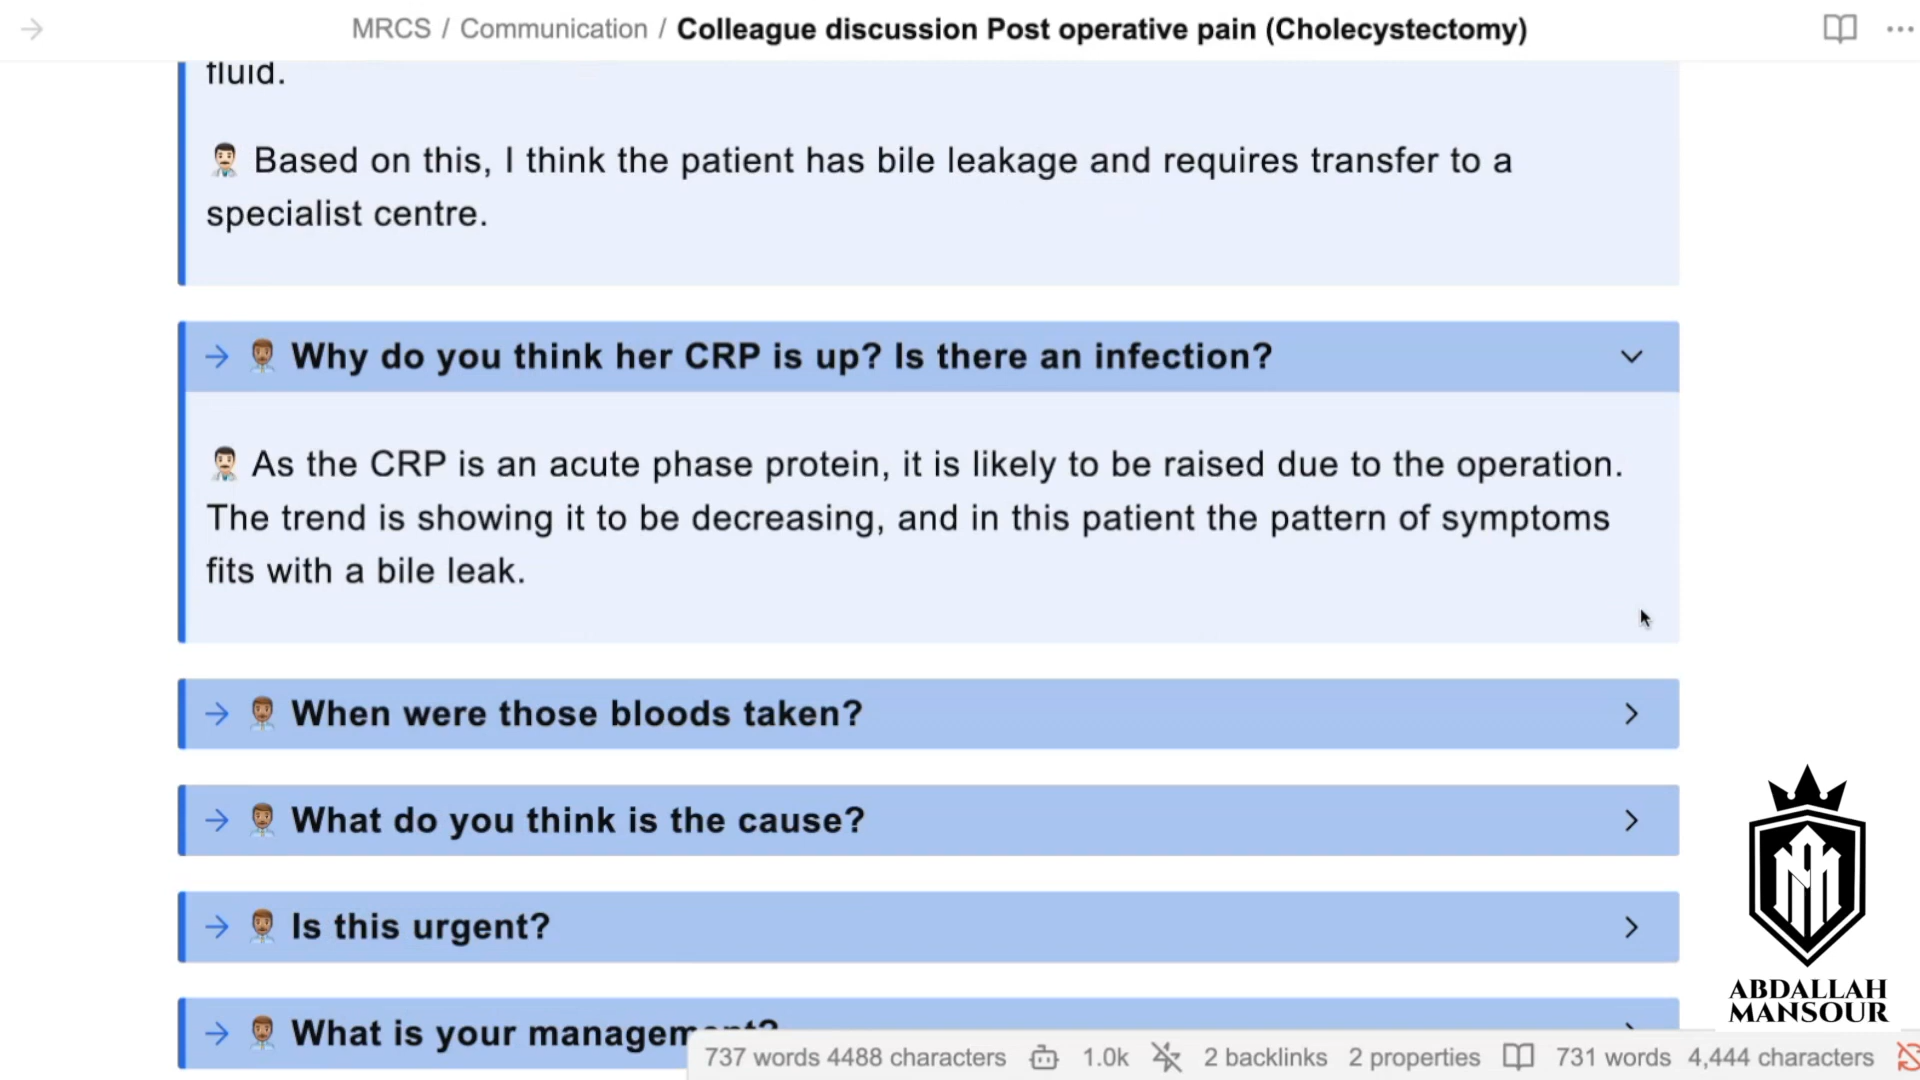 MRCS / Communication / Colleague discussion Post operative pain (Cholecystectomy)
fluid.
Based on this, I think the patient has bile leakage and requires transfer to a
specialist centre.
Why do you think her CRP is up? Is there an infection?
As the CRP is an acute phase protein, it is likely to be raised due to the operation.
The trend is showing it to be decreasing, and in this patient the pattern of symptoms
fits with a bile leak.
When were those bloods taken?
What do you think is the cause?
Is this urgent?
What is your management?
737 words 4488 characters 1.0k 2 backlinks 2 properties 731 words 4,444 characters
ABDALLAH
MANSOUR